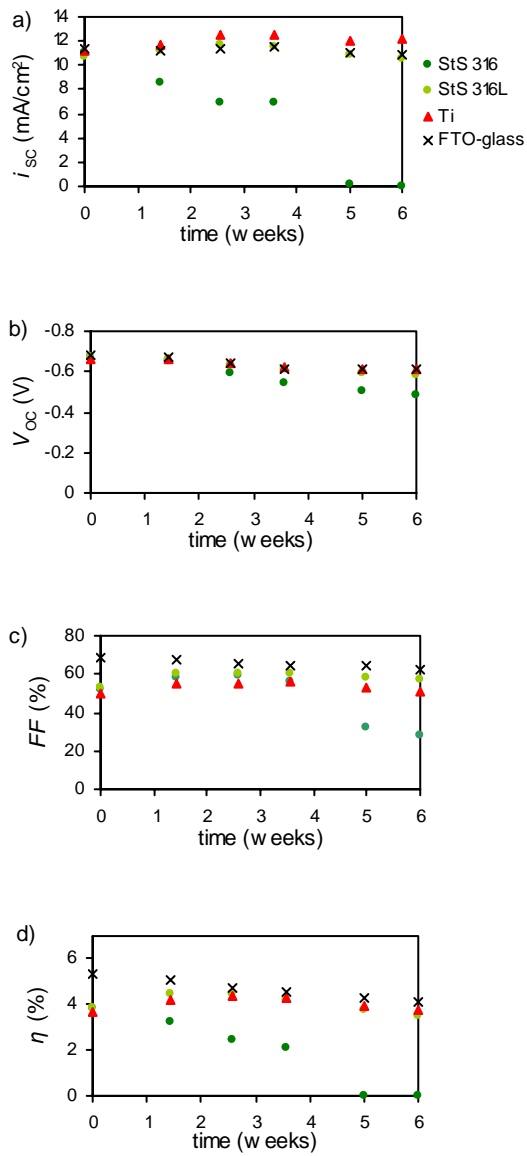 a)
14
12
10
8
6
4
2
0
i SC (mA/cm²)
0 1 2 3 4 5 6
time (w eeks)
StS 316
StS 316L
Ti
FTO-glass
b)
-0.8
-0.6
-0.4
-0.2
0
VOC (V)
0 1 2 3 4 5 6
time (w eeks)
c)
80
60
40
20
0
FF (%)
0 1 2 3 4 5 6
time (w eeks)
d)
6
4
2
0
η (%)
0 1 2 3 4 5 6
time (w eeks)